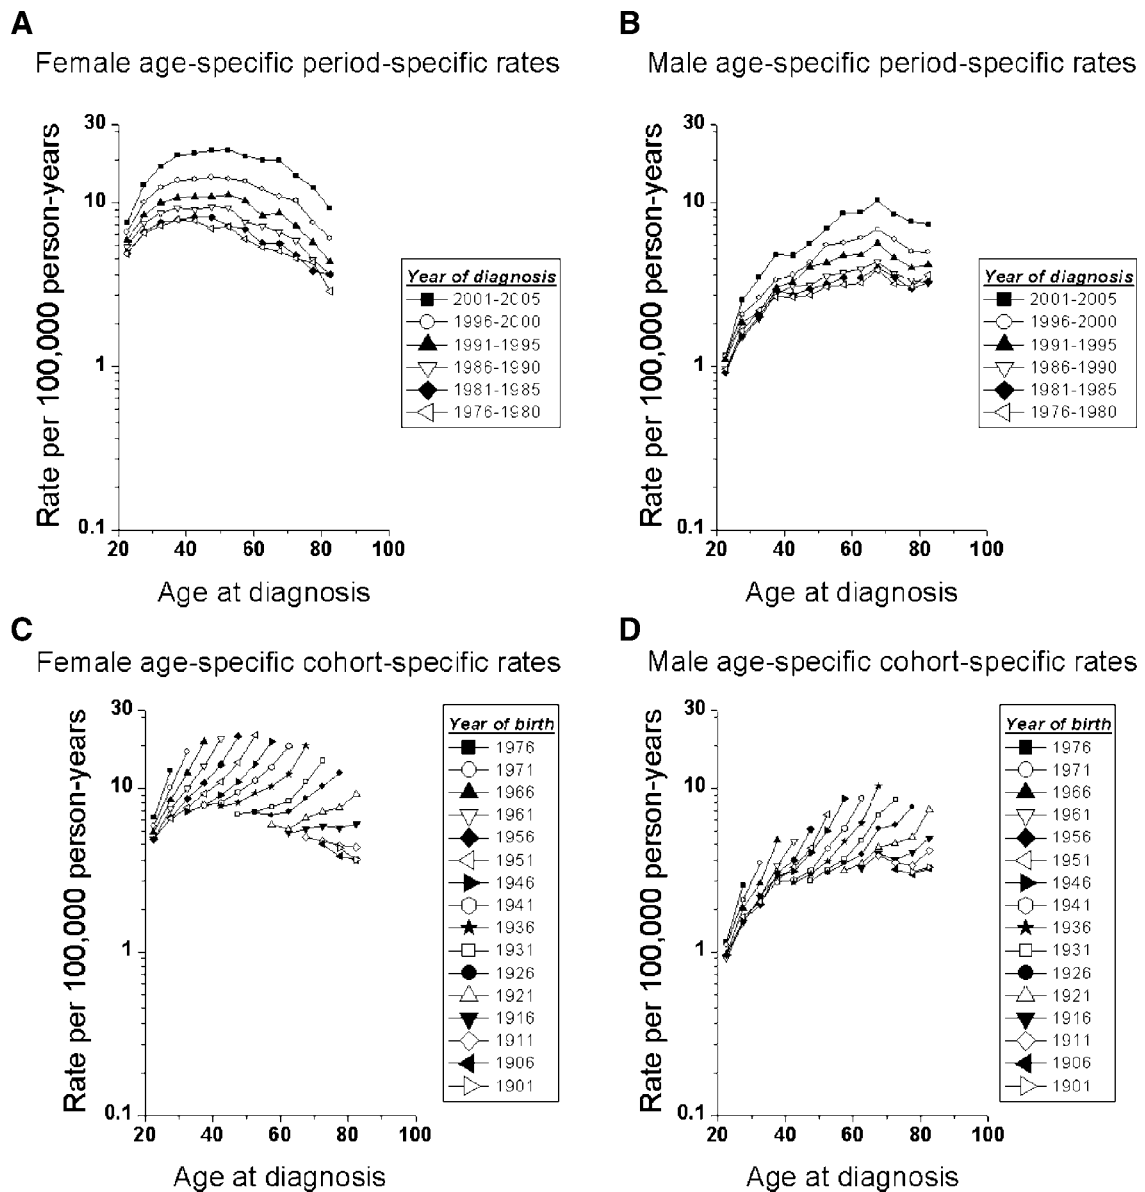 A
Female age-specific period-specific rates
Rate per 100,000 person-years
30
10
1
0.1
20 40 60 80 100
Age at diagnosis
Year of diagnosis
2001-2005
1996-2000
1991-1995
1986-1990
1981-1985
1976-1980
B
Male age-specific period-specific rates
Rate per 100,000 person-years
30
10
1
0.1
20 40 60 80 100
Age at diagnosis
Year of diagnosis
2001-2005
1996-2000
1991-1995
1986-1990
1981-1985
1976-1980
C
Female age-specific cohort-specific rates
Rate per 100,000 person-years
30
10
1
0.1
20 40 60 80 100
Age at diagnosis
Year of birth
1976
1971
1966
1961
1956
1951
1946
1941
1936
1931
1926
1921
1916
1911
1906
1901
D
Male age-specific cohort-specific rates
Rate per 100,000 person-years
30
10
1
0.1
20 40 60 80 100
Age at diagnosis
Year of birth
1976
1971
1966
1961
1956
1951
1946
1941
1936
1931
1926
1921
1916
1911
1906
1901